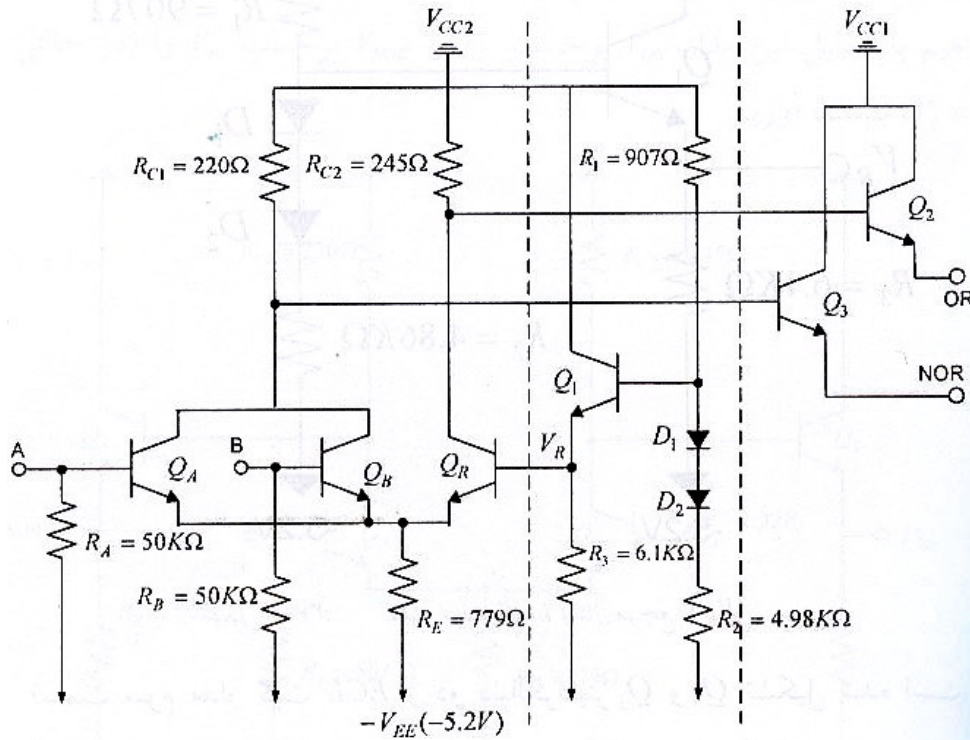 V_CC2
V_CC1
R_C1 = 220Ω
R_C2 = 245Ω
R_1 = 907Ω
Q_2
OR
Q_3
NOR
Q_1
V_R
D_1
D_2
A
B
Q_A
Q_B
Q_R
R_A = 50KΩ
R_B = 50KΩ
R_E = 779Ω
R_3 = 6.1KΩ
R_2 = 4.98KΩ
-V_EE(-5.2V)